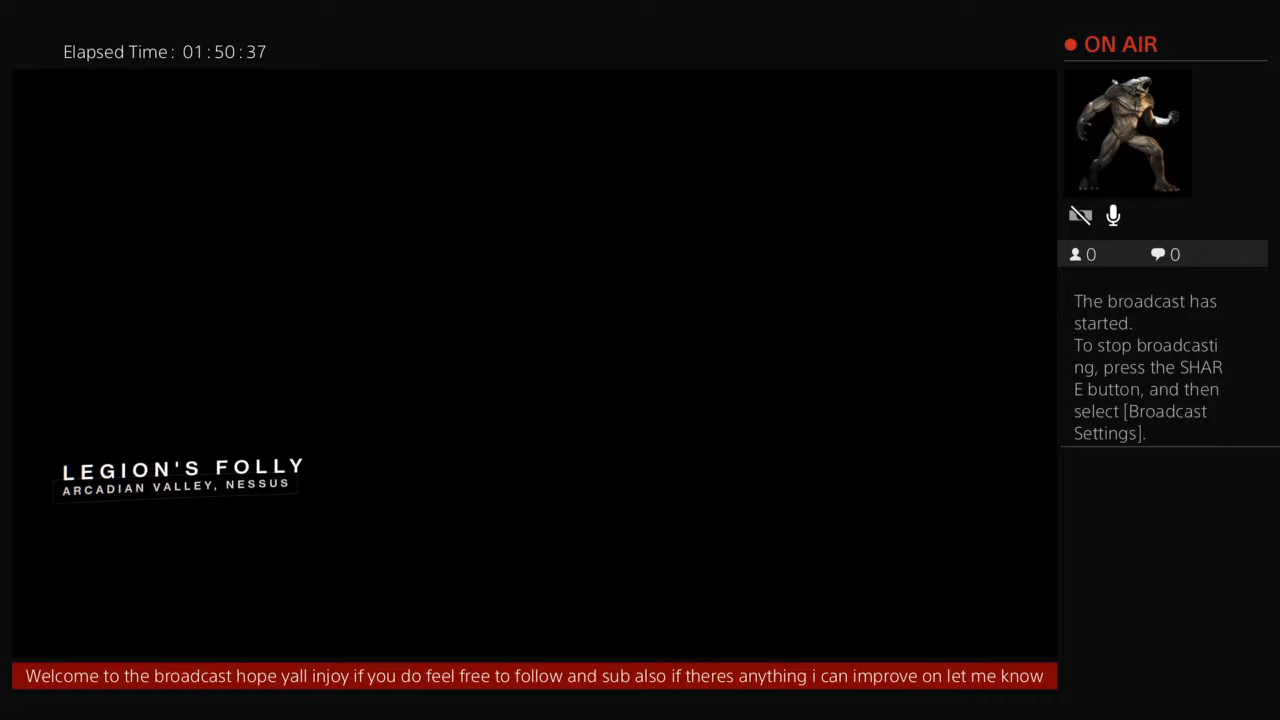 Elapsed Time: 01:50:37
ON AIR
0 0
The broadcast has
started.
To stop broadcasti
ng, press the SHAR
E button, and then
select [Broadcast
Settings].
LEGION'S FOLLY
ARCADIAN VALLEY, NESSUS
Welcome to the broadcast hope yall injoy if you do feel free to follow and sub also if theres anything i can improve on let me know